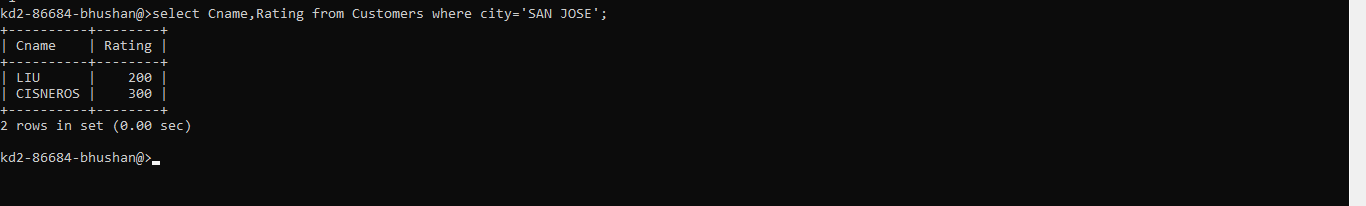 kd2-86684-bhushan@>select Cname,Rating from Customers where city='SAN JOSE';
+----------+--------+
| Cname    | Rating |
+----------+--------+
| LIU      |    200 |
| CISNEROS |    300 |
+----------+--------+
2 rows in set (0.00 sec)
kd2-86684-bhushan@>